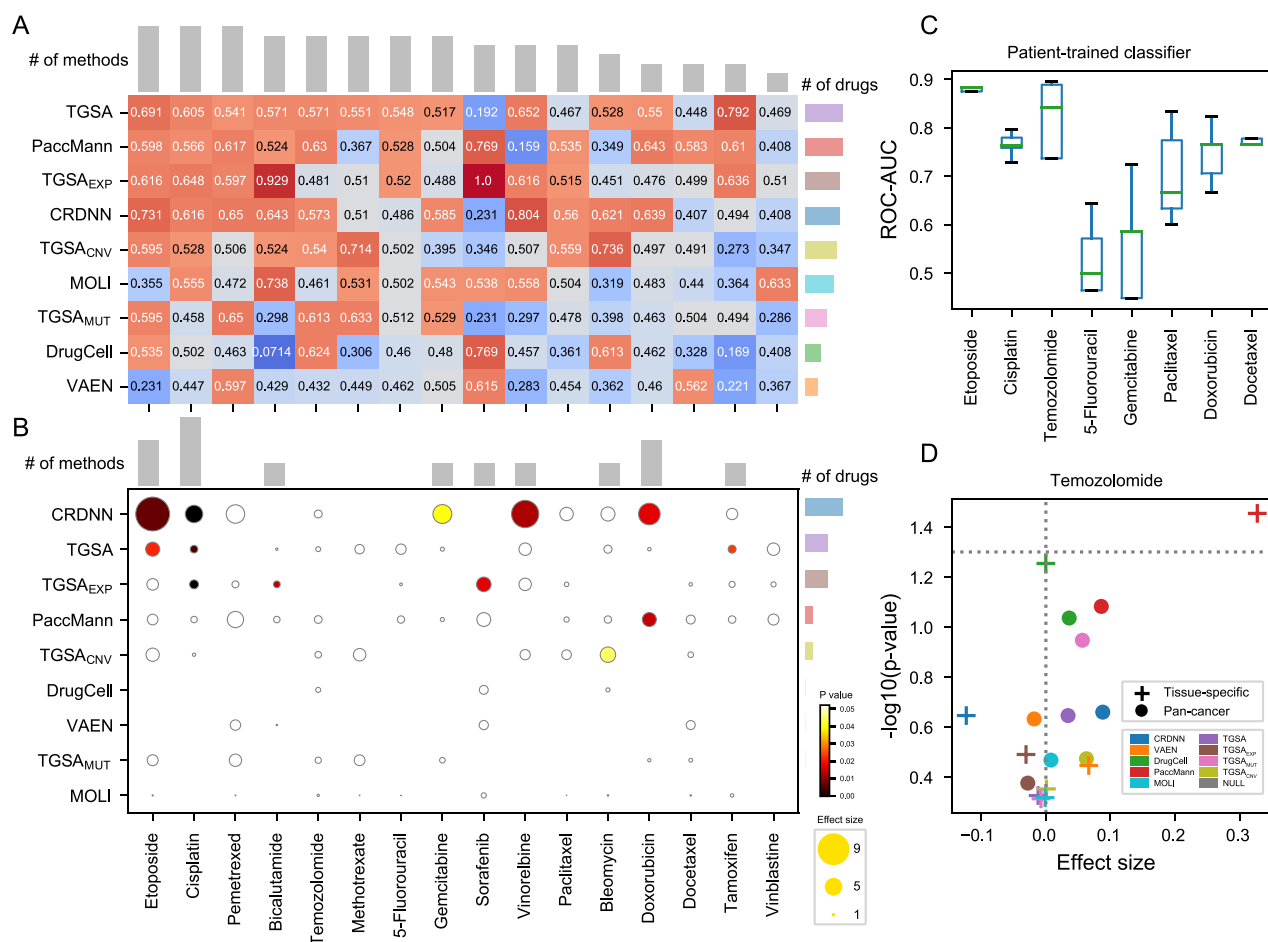 A
# of methods
# of drugs
TGSA 0.691 0.605 0.541 0.571 0.571 0.551 0.548 0.517 0.192 0.652 0.467 0.528 0.55 0.448 0.792 0.469
PaccMann 0.598 0.566 0.617 0.524 0.63 0.367 0.528 0.504 0.769 0.159 0.535 0.349 0.643 0.583 0.61 0.408
TGSA_EXP 0.616 0.648 0.597 0.929 0.481 0.51 0.52 0.488 1.0 0.616 0.515 0.451 0.476 0.499 0.636 0.51
CRDNN 0.731 0.616 0.65 0.643 0.573 0.51 0.486 0.585 0.231 0.804 0.56 0.621 0.639 0.407 0.494 0.408
TGSA_CNV 0.595 0.528 0.506 0.524 0.54 0.714 0.502 0.395 0.346 0.507 0.559 0.736 0.497 0.491 0.273 0.347
MOLI 0.355 0.555 0.472 0.738 0.461 0.531 0.502 0.543 0.538 0.558 0.504 0.319 0.483 0.44 0.364 0.633
TGSA_MUT 0.595 0.458 0.65 0.298 0.613 0.633 0.512 0.529 0.231 0.297 0.478 0.398 0.463 0.504 0.494 0.286
DrugCell 0.535 0.502 0.463 0.0714 0.624 0.306 0.46 0.48 0.769 0.457 0.361 0.613 0.462 0.328 0.169 0.408
VAEN 0.231 0.447 0.597 0.429 0.432 0.449 0.462 0.505 0.615 0.283 0.454 0.362 0.46 0.562 0.221 0.367
B
# of methods
# of drugs
CRDNN
TGSA
TGSA_EXP
PaccMann
TGSA_CNV
DrugCell
VAEN
TGSA_MUT
MOLI
P value
0.05
0.04
0.03
0.02
0.01
0.00
Effect size
9
5
1
Etoposide
Cisplatin
Pemetrexed
Bicalutamide
Temozolomide
Methotrexate
5-Fluorouracil
Gemcitabine
Sorafenib
Vinorelbine
Paclitaxel
Bleomycin
Doxorubicin
Docetaxel
Tamoxifen
Vinblastine
C
Patient-trained classifier
ROC-AUC
0.9
0.8
0.7
0.6
0.5
Etoposide
Cisplatin
Temozolomide
5-Fluorouracil
Gemcitabine
Paclitaxel
Doxorubicin
Docetaxel
D
Temozolomide
-log10(p-value)
1.4
1.2
1.0
0.8
0.6
0.4
Tissue-specific
Pan-cancer
CRDNN
VAEN
DrugCell
PaccMann
MOLI
TGSA
TGSA_EXP
TGSA_MUT
TGSA_CNV
NULL
−0.1 0.0 0.1 0.2 0.3
Effect size